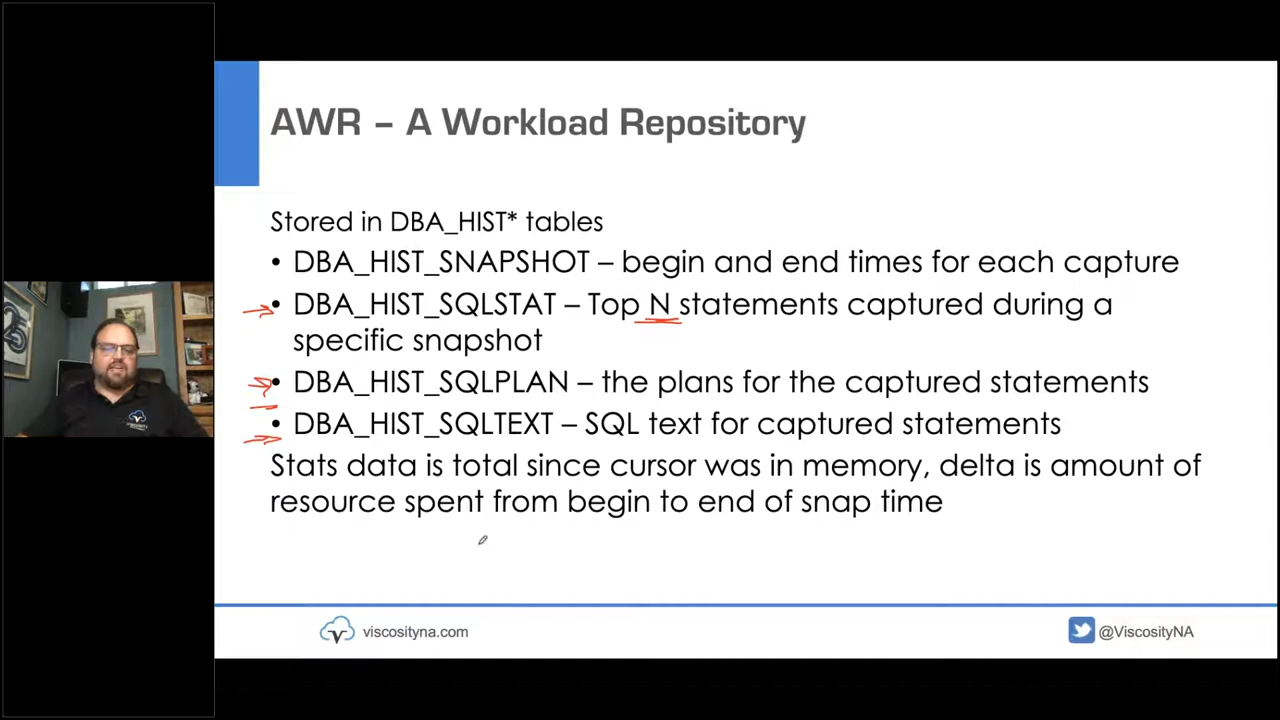 AWR – A Workload Repository
Stored in DBA_HIST* tables
• DBA_HIST_SNAPSHOT – begin and end times for each capture
• DBA_HIST_SQLSTAT – Top N statements captured during a
specific snapshot
• DBA_HIST_SQLPLAN – the plans for the captured statements
• DBA_HIST_SQLTEXT – SQL text for captured statements
Stats data is total since cursor was in memory, delta is amount of
resource spent from begin to end of snap time
viscosityna.com
@ViscosityNA